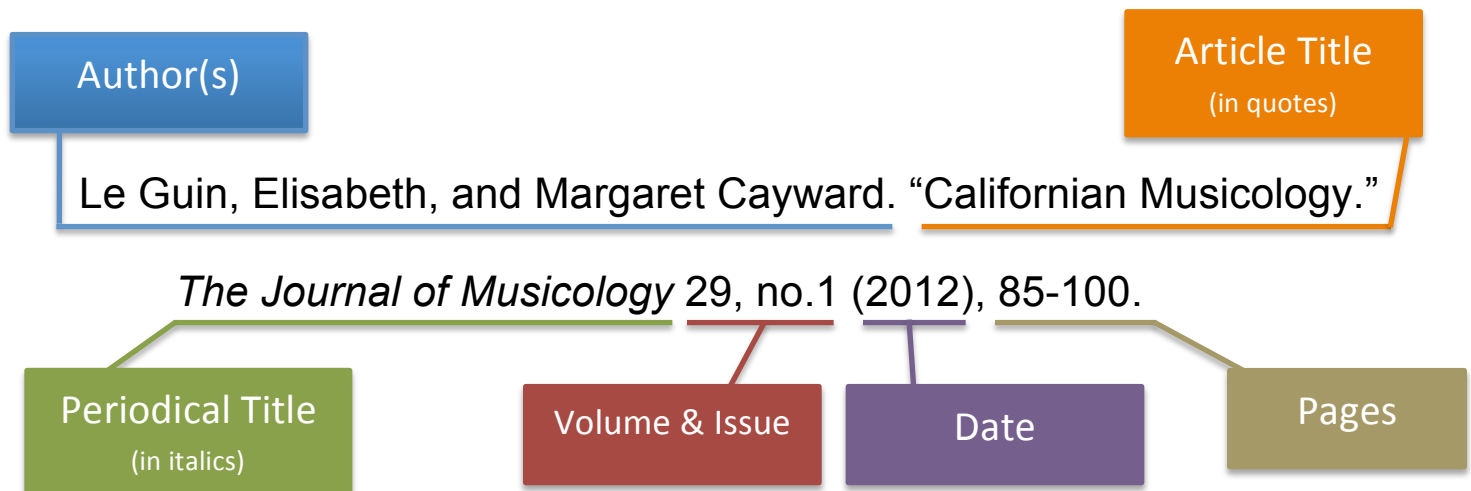 Author(s)
Article Title
(in quotes)
Le Guin, Elisabeth, and Margaret Cayward. “Californian Musicology.”
The Journal of Musicology 29, no.1 (2012), 85-100.
Periodical Title
(in italics)
Volume & Issue
Date
Pages